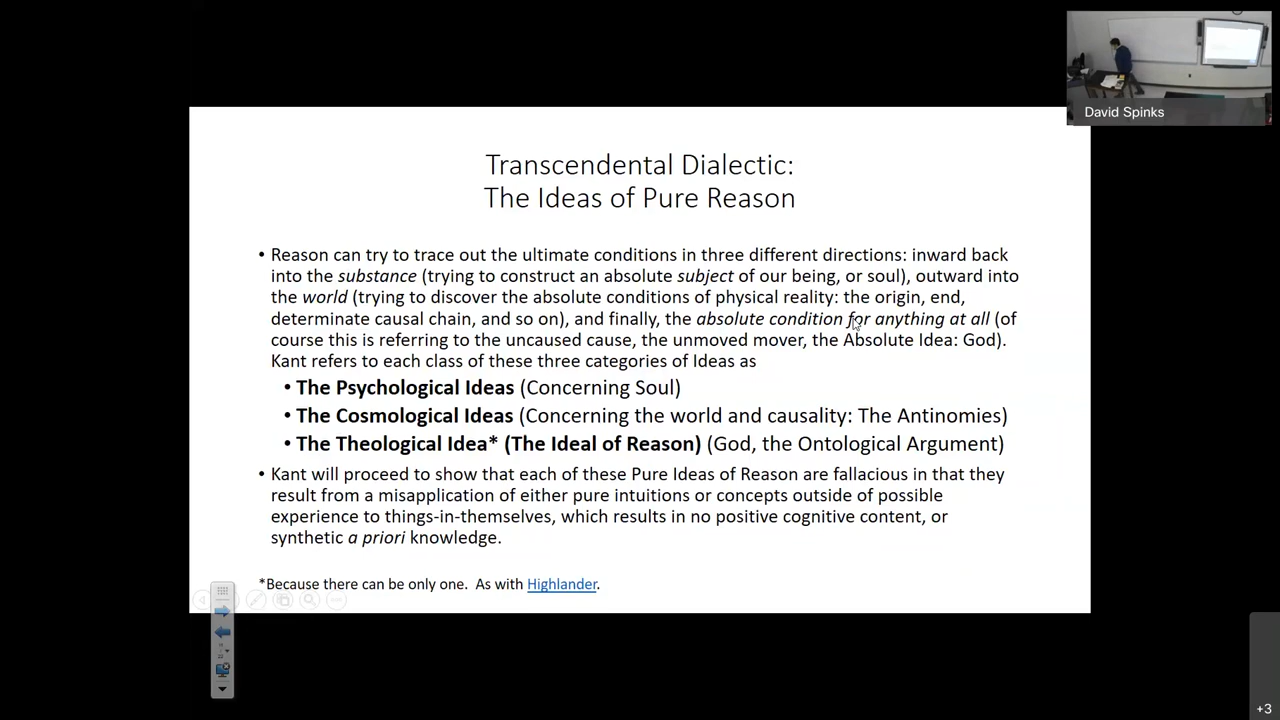 David Spinks
Transcendental Dialectic:
The Ideas of Pure Reason
• Reason can try to trace out the ultimate conditions in three different directions: inward back
into the substance (trying to construct an absolute subject of our being, or soul), outward into
the world (trying to discover the absolute conditions of physical reality: the origin, end,
determinate causal chain, and so on), and finally, the absolute condition for anything at all (of
course this is referring to the uncaused cause, the unmoved mover, the Absolute Idea: God).
Kant refers to each class of these three categories of Ideas as
• The Psychological Ideas (Concerning Soul)
• The Cosmological Ideas (Concerning the world and causality: The Antinomies)
• The Theological Idea* (The Ideal of Reason) (God, the Ontological Argument)
• Kant will proceed to show that each of these Pure Ideas of Reason are fallacious in that they
result from a misapplication of either pure intuitions or concepts outside of possible
experience to things-in-themselves, which results in no positive cognitive content, or
synthetic a priori knowledge.
*Because there can be only one. As with Highlander.
+3